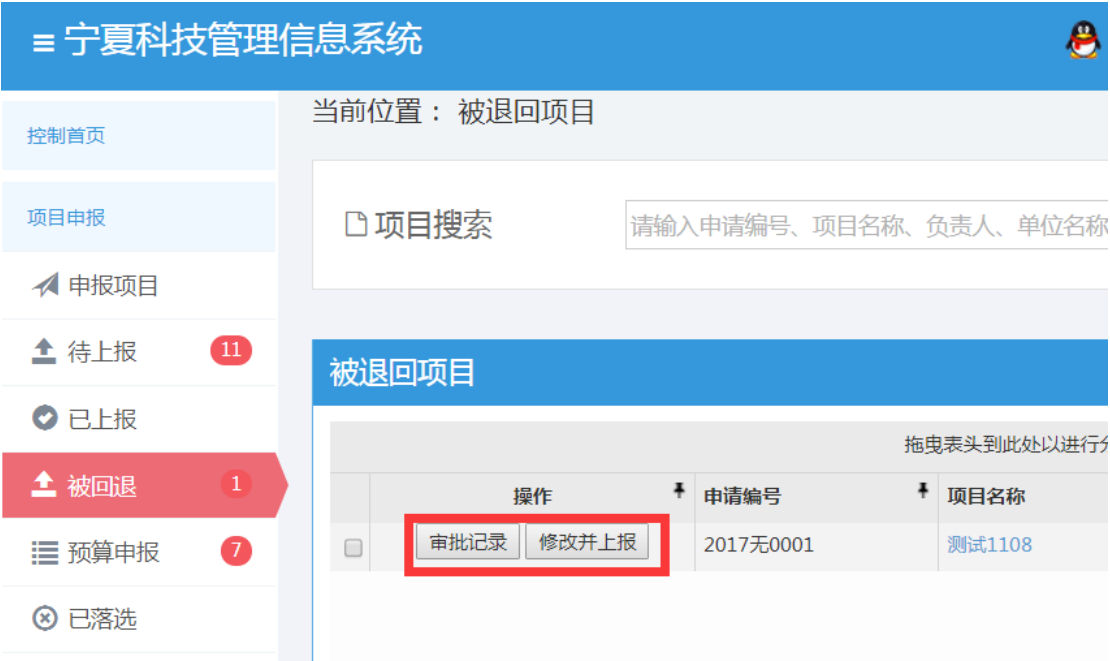 宁夏科技管理信息系统
当前位置： 被退回项目
控制首页
项目搜索
请输入申请编号、项目名称、负责人、单位名称
项目申报
申报项目
待上报 11
已上报
被回退 1
预算申报 7
已落选
被退回项目
拖曳表头到此处以进行
操作 申请编号 项目名称
审批记录 修改并上报 2017无0001 测试1108